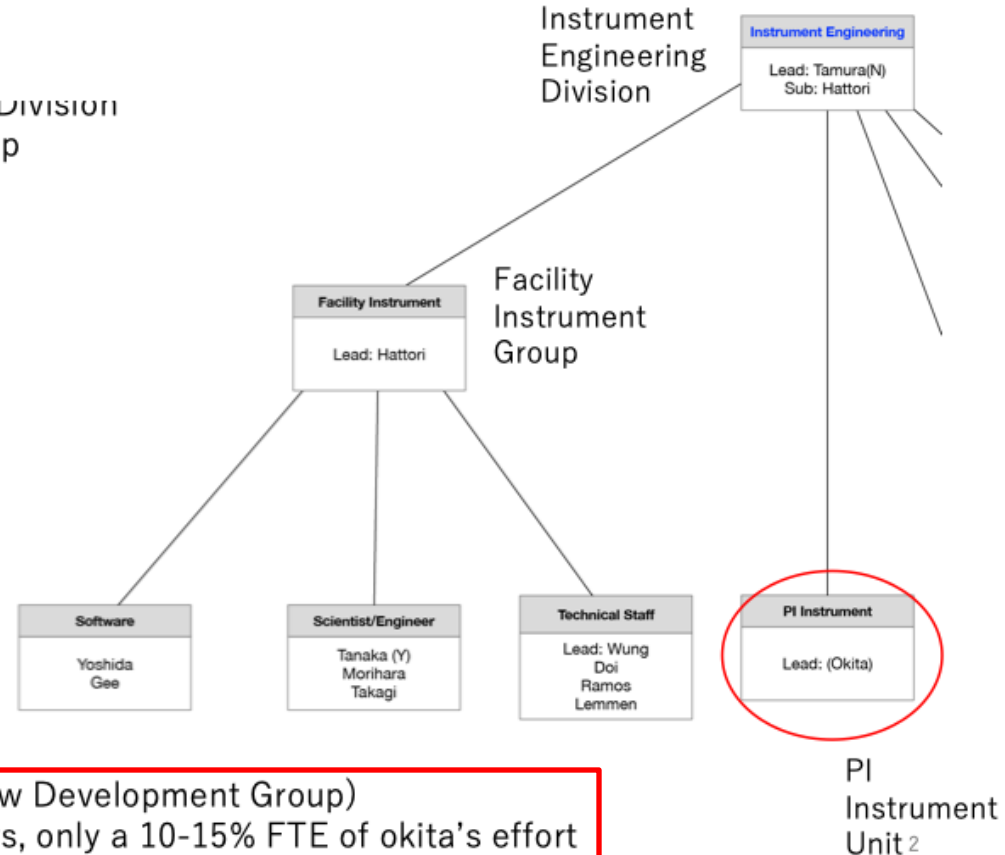 Instrument
Engineering
Division
Instrument Engineering
Lead: Tamura(N)
Sub: Hattori
Division
p
Facility Instrument
Lead: Hattori
Facility
Instrument
Group
Software
Yoshida
Gee
Scientist/Engineer
Tanaka (Y)
Morihara
Takagi
Technical Staff
Lead: Wung
Doi
Ramos
Lemmen
PI Instrument
Lead: (Okita)
PI
Instrument
Unit 2
w Development Group)
s, only a 10-15% FTE of okita's effort